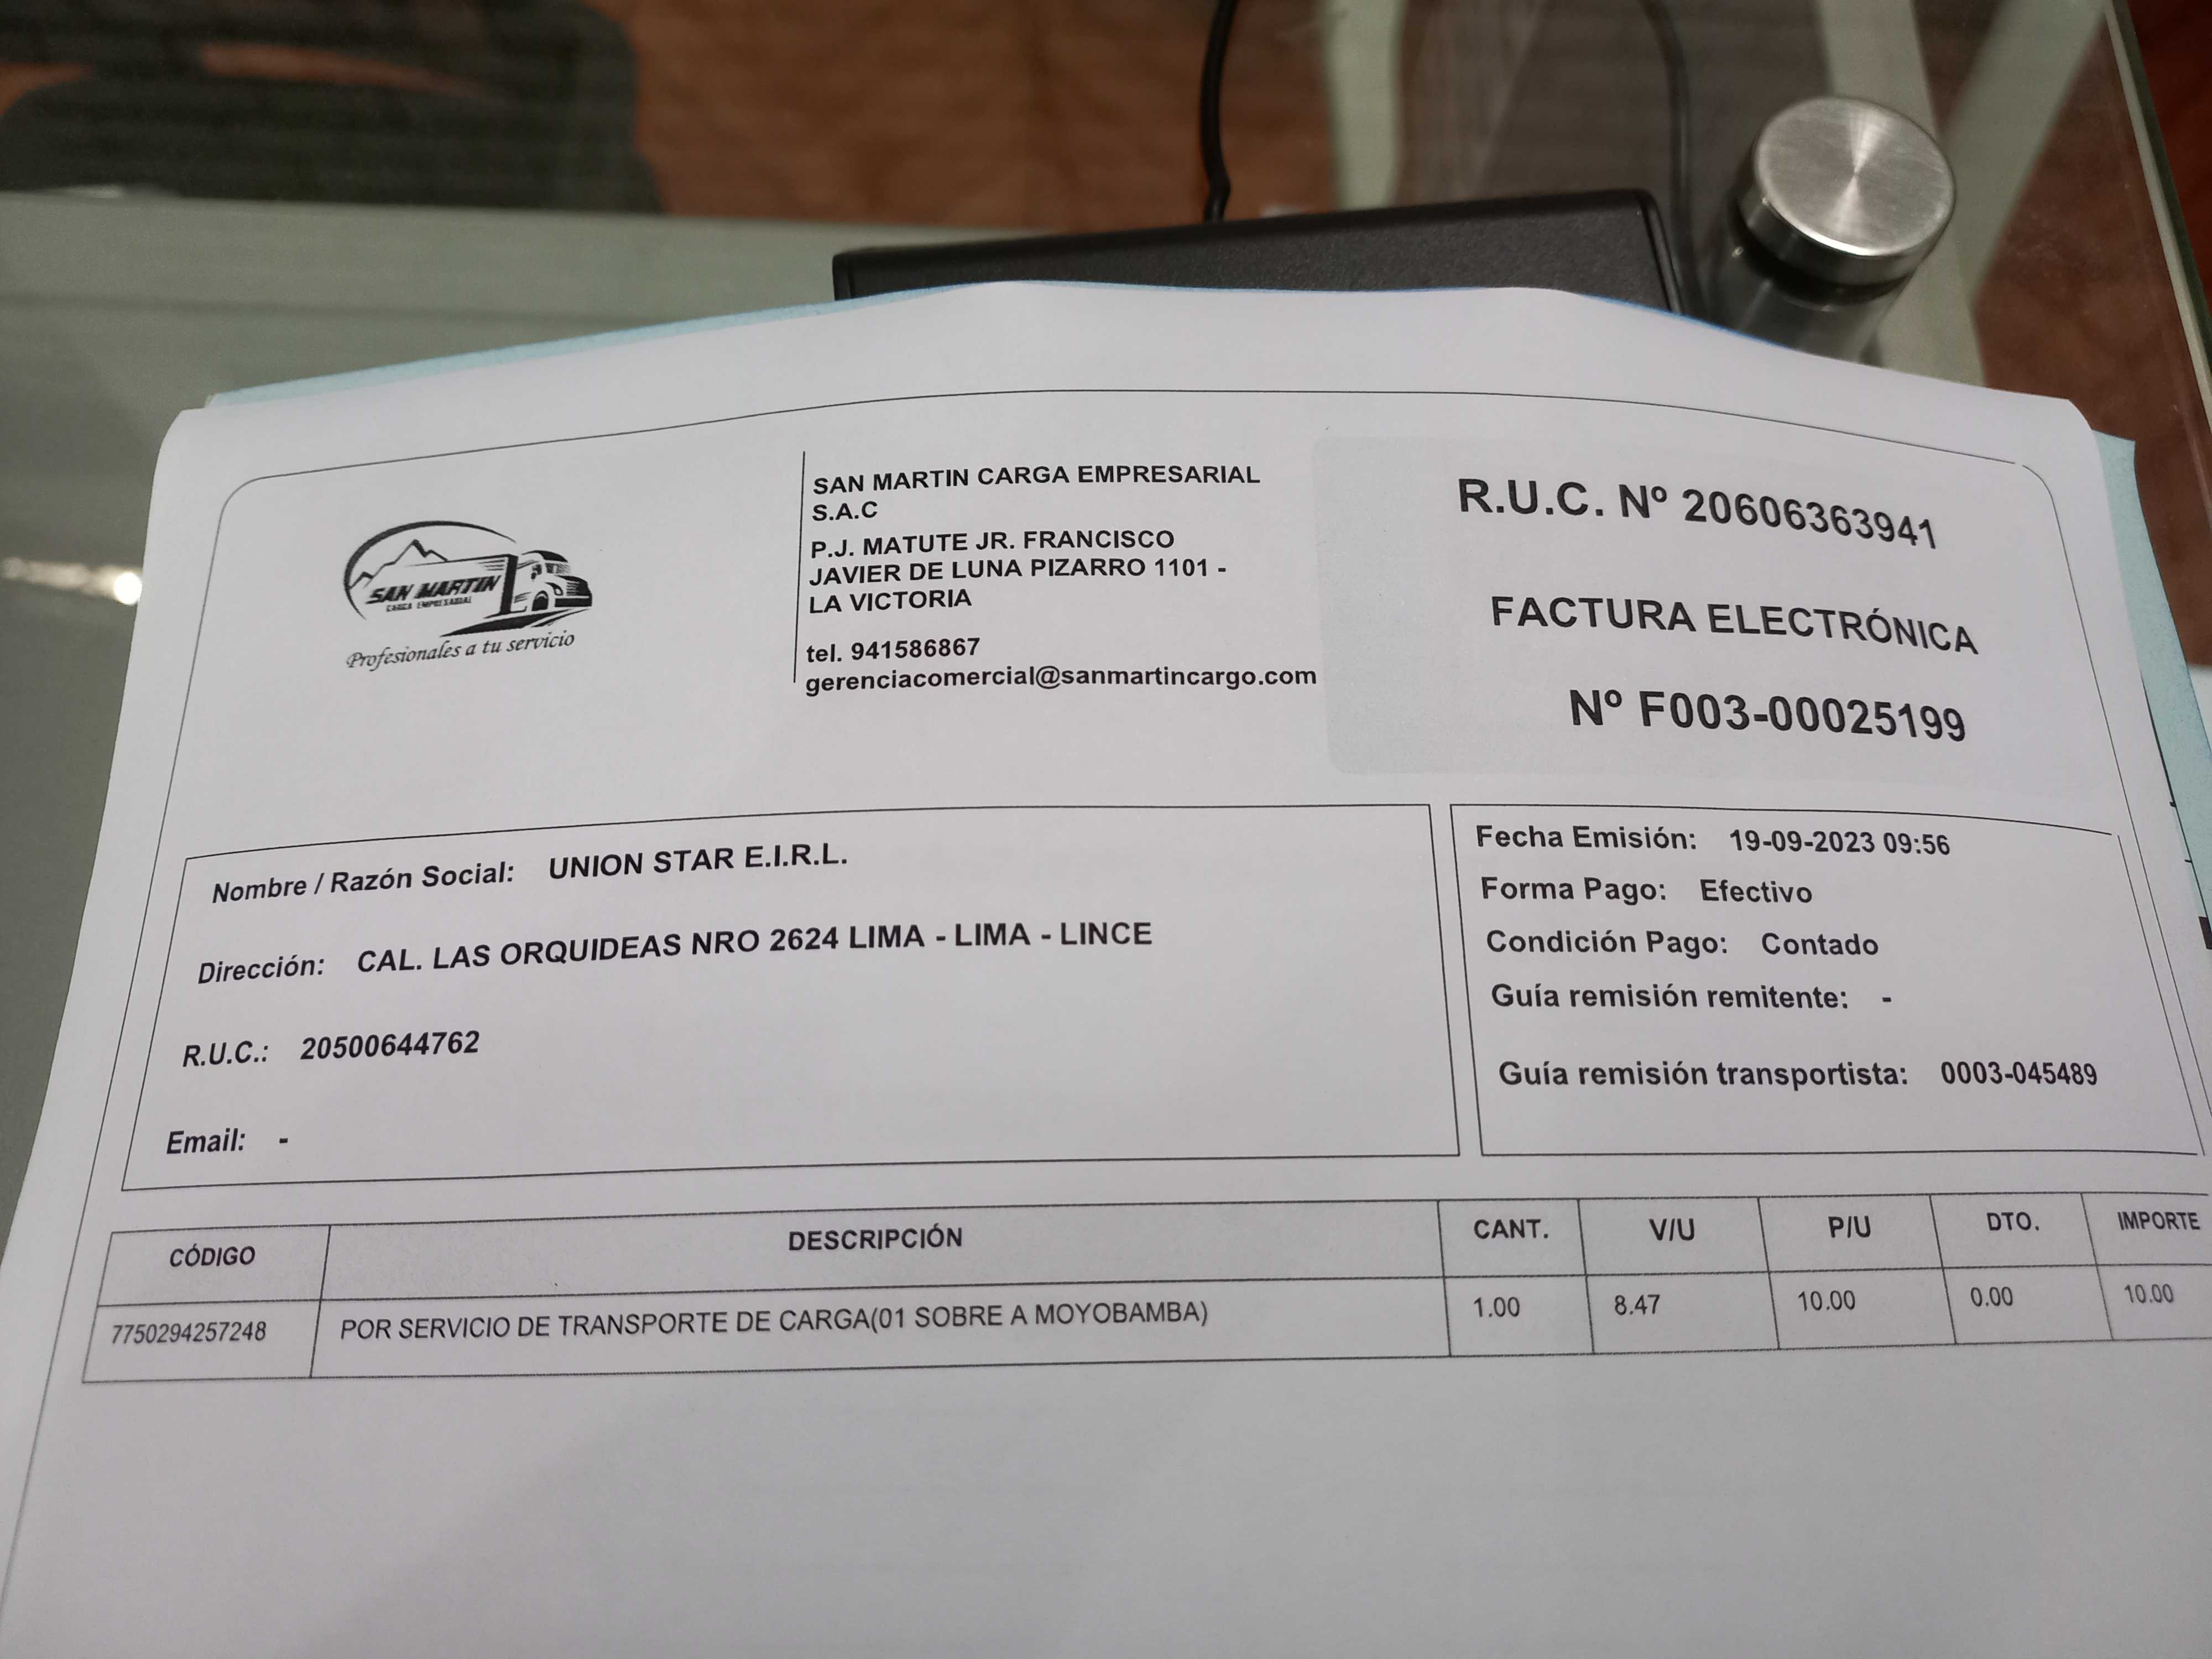 SAN MARTIN
CARGA EMPRESARIAL
Profesionales a tu servicio
SAN MARTIN CARGA EMPRESARIAL
S.A.C
P.J. MATUTE JR. FRANCISCO
JAVIER DE LUNA PIZARRO 1101 -
LA VICTORIA
tel. 941586867
gerenciacomercial@sanmartincargo.com
R.U.C. Nº 20606363941
FACTURA ELECTRÓNICA
Nº F003-00025199
Nombre / Razón Social: UNION STAR E.I.R.L.
Dirección: CAL. LAS ORQUIDEAS NRO 2624 LIMA - LIMA - LINCE
R.U.C.: 20500644762
Email: -
Fecha Emisión: 19-09-2023 09:56
Forma Pago: Efectivo
Condición Pago: Contado
Guía remisión remitente: -
Guía remisión transportista: 0003-045489
CÓDIGO DESCRIPCIÓN CANT. V/U P/U DTO. IMPORTE
7750294257248 POR SERVICIO DE TRANSPORTE DE CARGA(01 SOBRE A MOYOBAMBA) 1.00 8.47 10.00 0.00 10.00